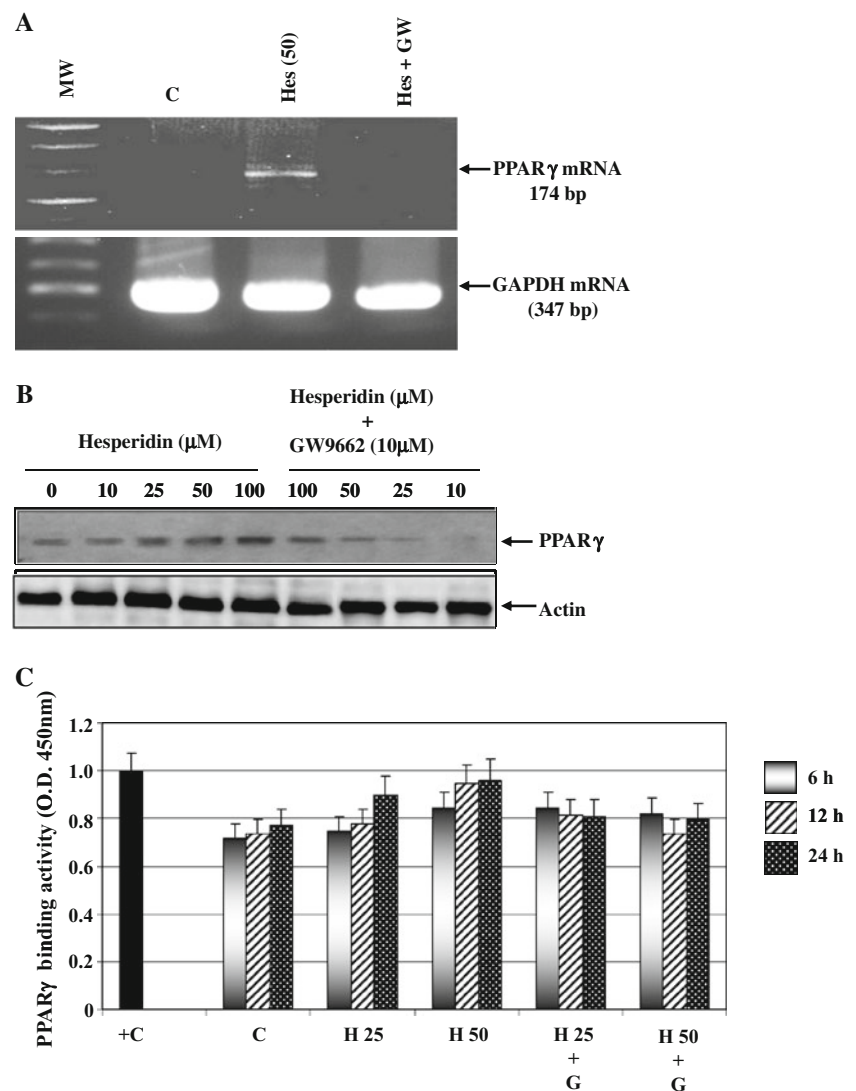 A
MW
C
Hes (50)
Hes + GW
PPARγ mRNA
174 bp
GAPDH mRNA
(347 bp)
B
Hesperidin (μM)
Hesperidin (μM)
+
GW9662 (10μM)
0 10 25 50 100 100 50 25 10
PPARγ
Actin
C
PPARγ binding activity (O.D. 450nm)
1.2
1.0
0.8
0.6
0.4
0.2
0
+C C H 25 H 50 H 25 H 50
+ +
G G
6 h
12 h
24 h